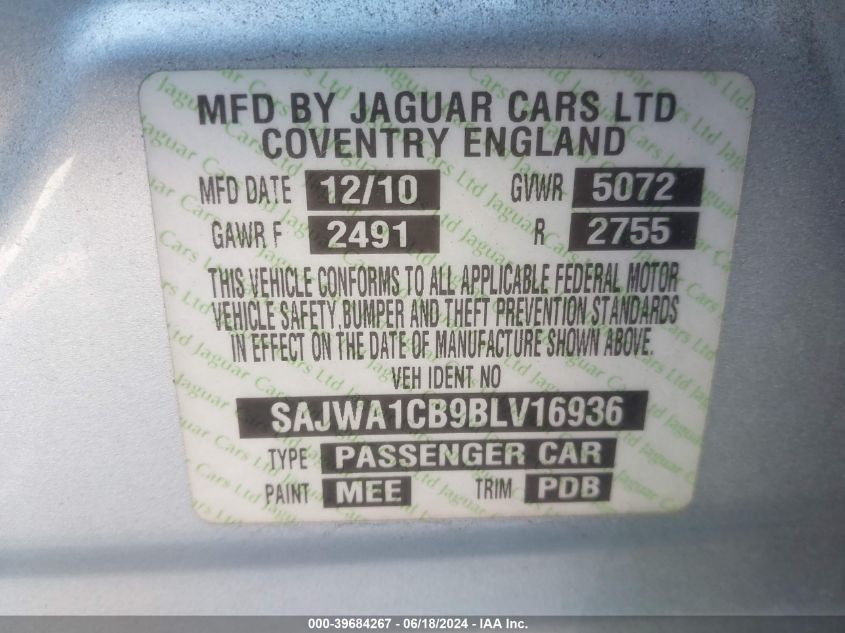 MFD BY JAGUAR CARS LTD
COVENTRY ENGLAND
MFD DATE 12/10 GVWR 5072
GAWR F 2491 R 2755
THIS VEHICLE CONFORMS TO ALL APPLICABLE FEDERAL MOTOR
VEHICLE SAFETY,BUMPER AND THEFT PREVENTION STANDARDS
IN EFFECT ON THE DATE OF MANUFACTURE SHOWN ABOVE.
VEH IDENT NO
SAJWA1CB9BLV16936
TYPE PASSENGER CAR
PAINT MEE TRIM PDB
000-39684267 - 06/18/2024 - IAA Inc.